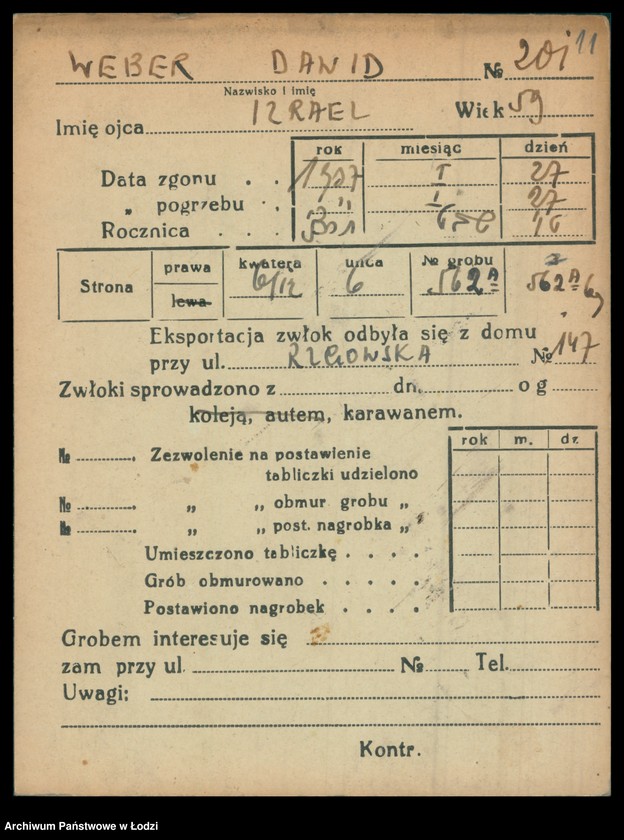 WEBER DAWID № 201 11
Nazwisko i imię
Imię ojca IZRAEL Wiek 59
rok miesiąc dzień
Data zgonu . . 1937 I 27
„ pogrzebu . . „ I 27
Rocznica . . . 16
Strona prawa kwatera ulica № grobu
lewa 6/12 6 562A 562A
Eksportacja zwłok odbyła się z domu
przy ul. RZGOWSKA № 147
Zwłoki sprowadzono z dn. o g
koleją, autem, karawanem.
rok m. dz.
№ Zezwolenie na postawienie
tabliczki udzielono
№ „ „ obmur grobu „
№ „ „ post. nagrobka „
Umieszczono tabliczkę . . . .
Grób obmurowano . . . . .
Postawiono nagrobek . . . .
Grobem interesuje się
zam przy ul. № Tel.
Uwagi:
Kontr.
Archiwum Państwowe w Łodzi